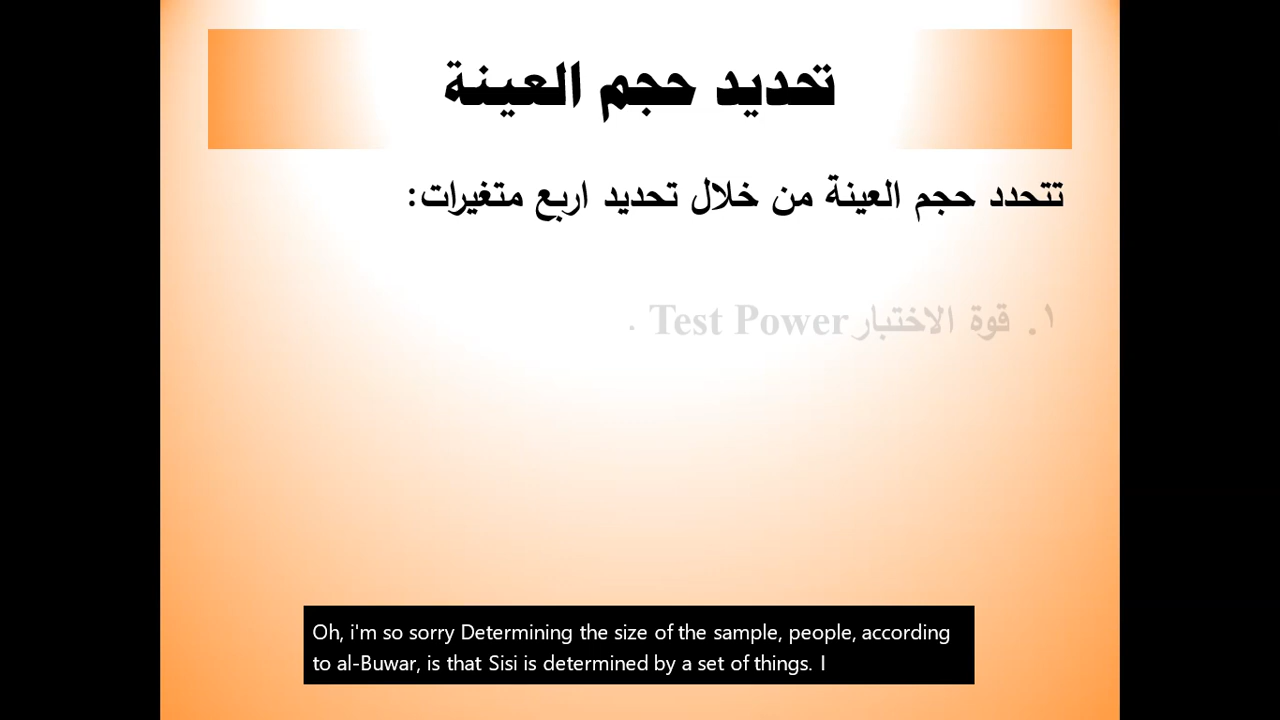 تحديد حجم العينة
تتحدد حجم العينة من خلال تحديد اربع متغيرات:
١. قوة الاختبار Test Power .
Oh, i'm so sorry Determining the size of the sample, people, according
to al-Buwar, is that Sisi is determined by a set of things. I